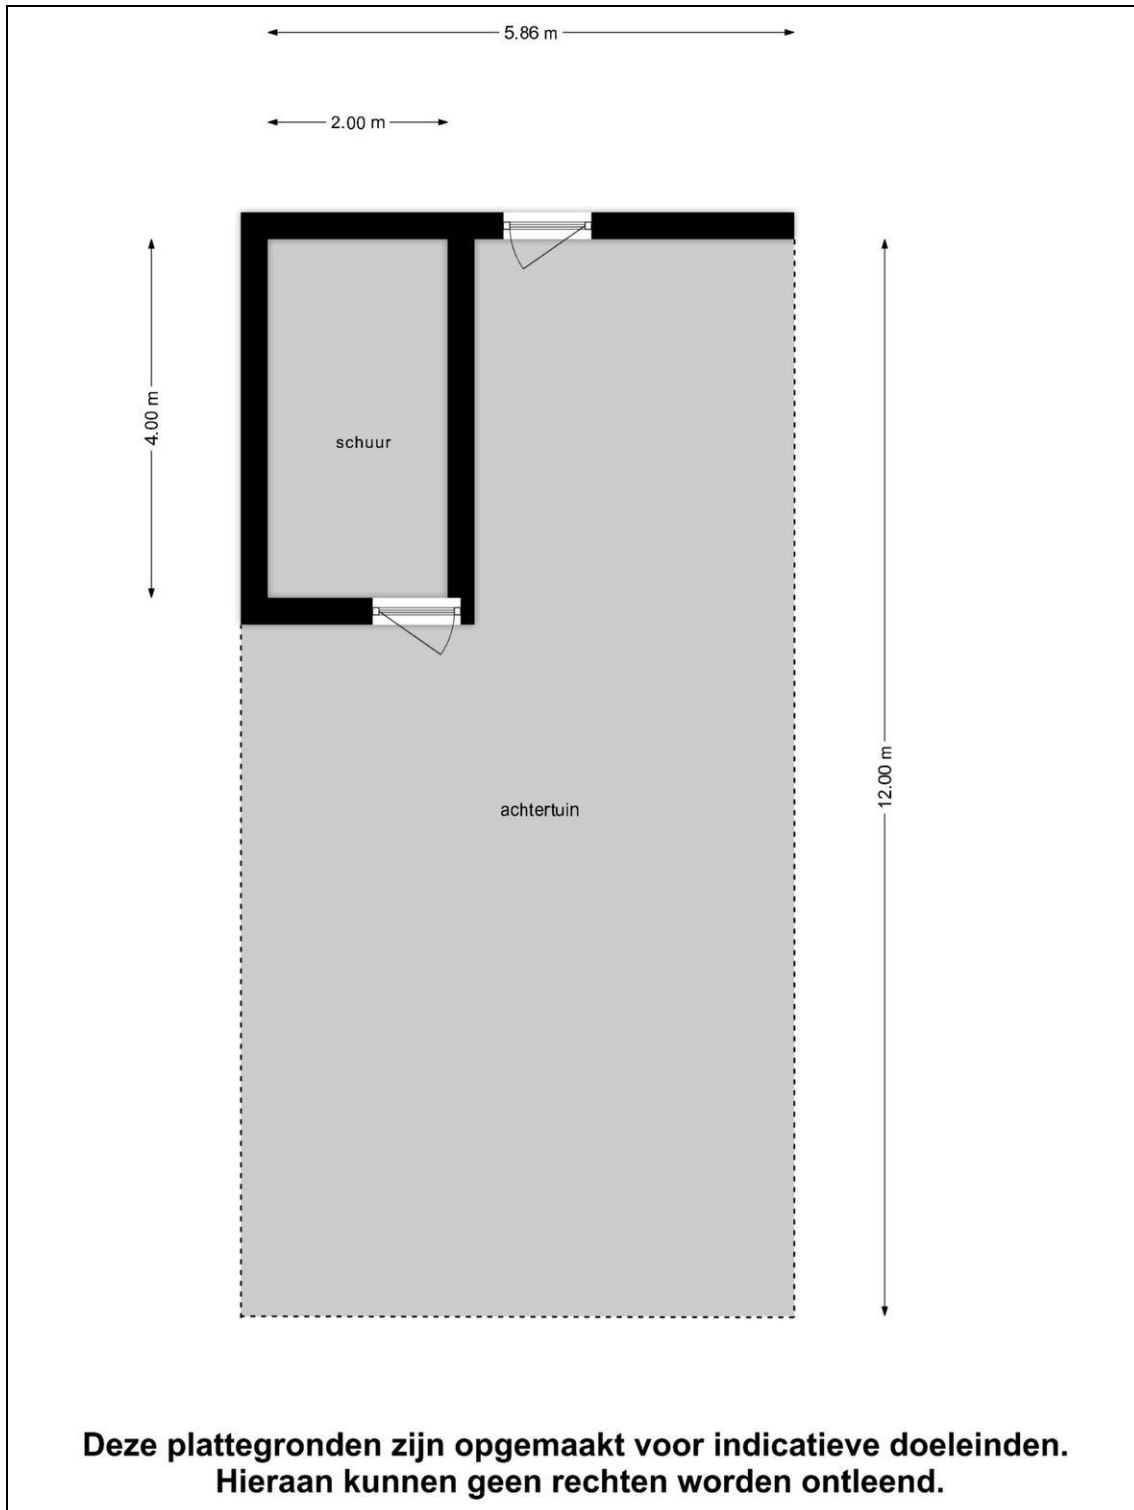 5.86 m
2.00 m
4.00 m
schuur
12.00 m
achtertuin
Deze plattegronden zijn opgemaakt voor indicatieve doeleinden.
Hieraan kunnen geen rechten worden ontleend.